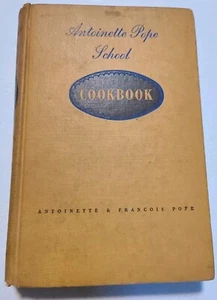 Antoinette Pope
School
COOKBOOK
ANTOINETTE & FRANCOIS POPE